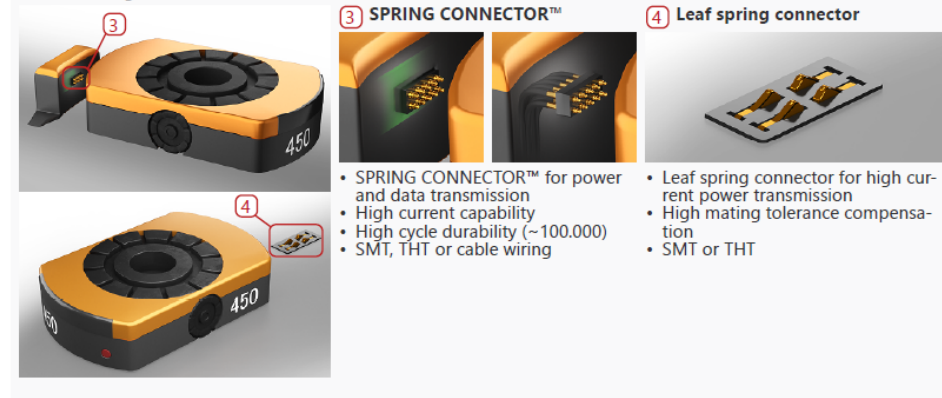 3
450
4
450
450
3 SPRING CONNECTOR™
• SPRING CONNECTOR™ for power
and data transmission
• High current capability
• High cycle durability (~100.000)
• SMT, THT or cable wiring
4 Leaf spring connector
• Leaf spring connector for high cur-
rent power transmission
• High mating tolerance compensa-
tion
• SMT or THT